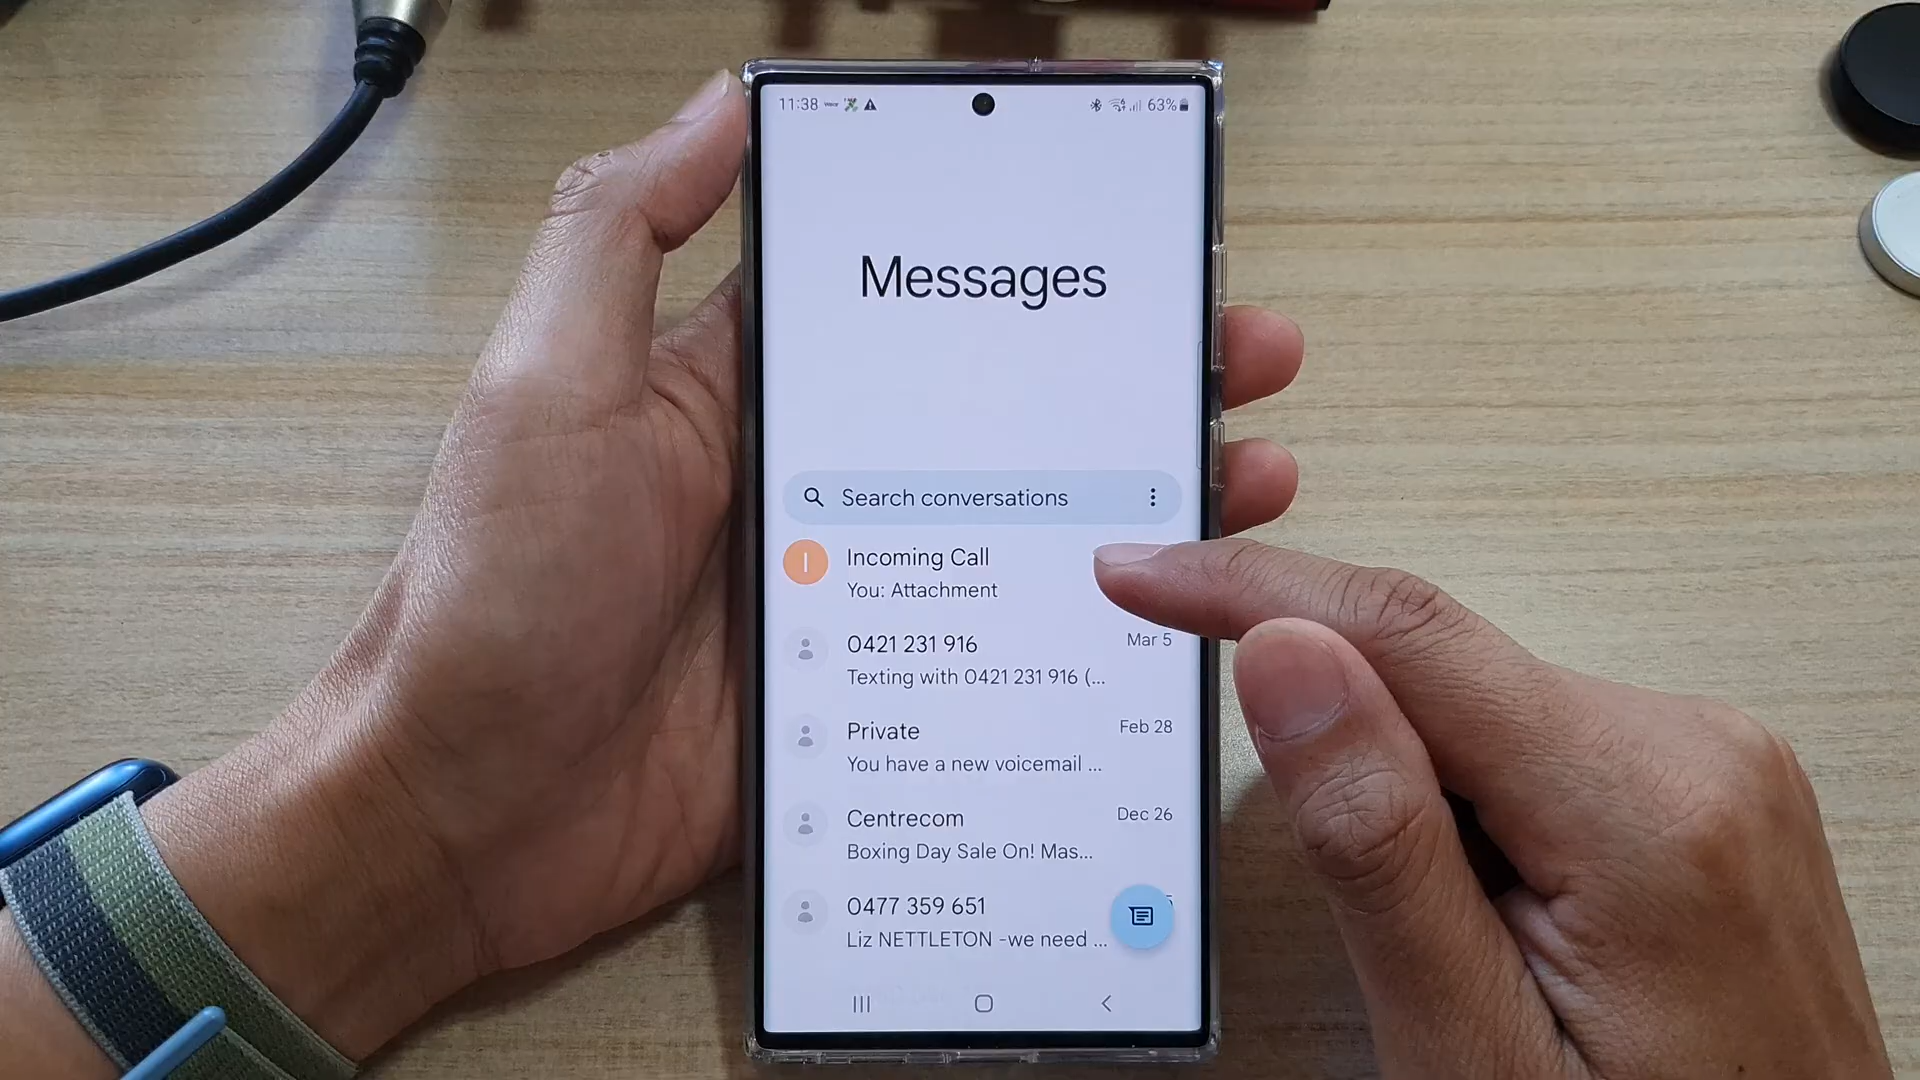 11:38
63%
Messages
Search conversations
I
Incoming Call
You: Attachment
0421 231 916
Mar 5
Texting with 0421 231 916 (...
Private
Feb 28
You have a new voicemail ...
Centrecom
Dec 26
Boxing Day Sale On! Mas...
0477 359 651
5
Liz NETTLETON -we need ...